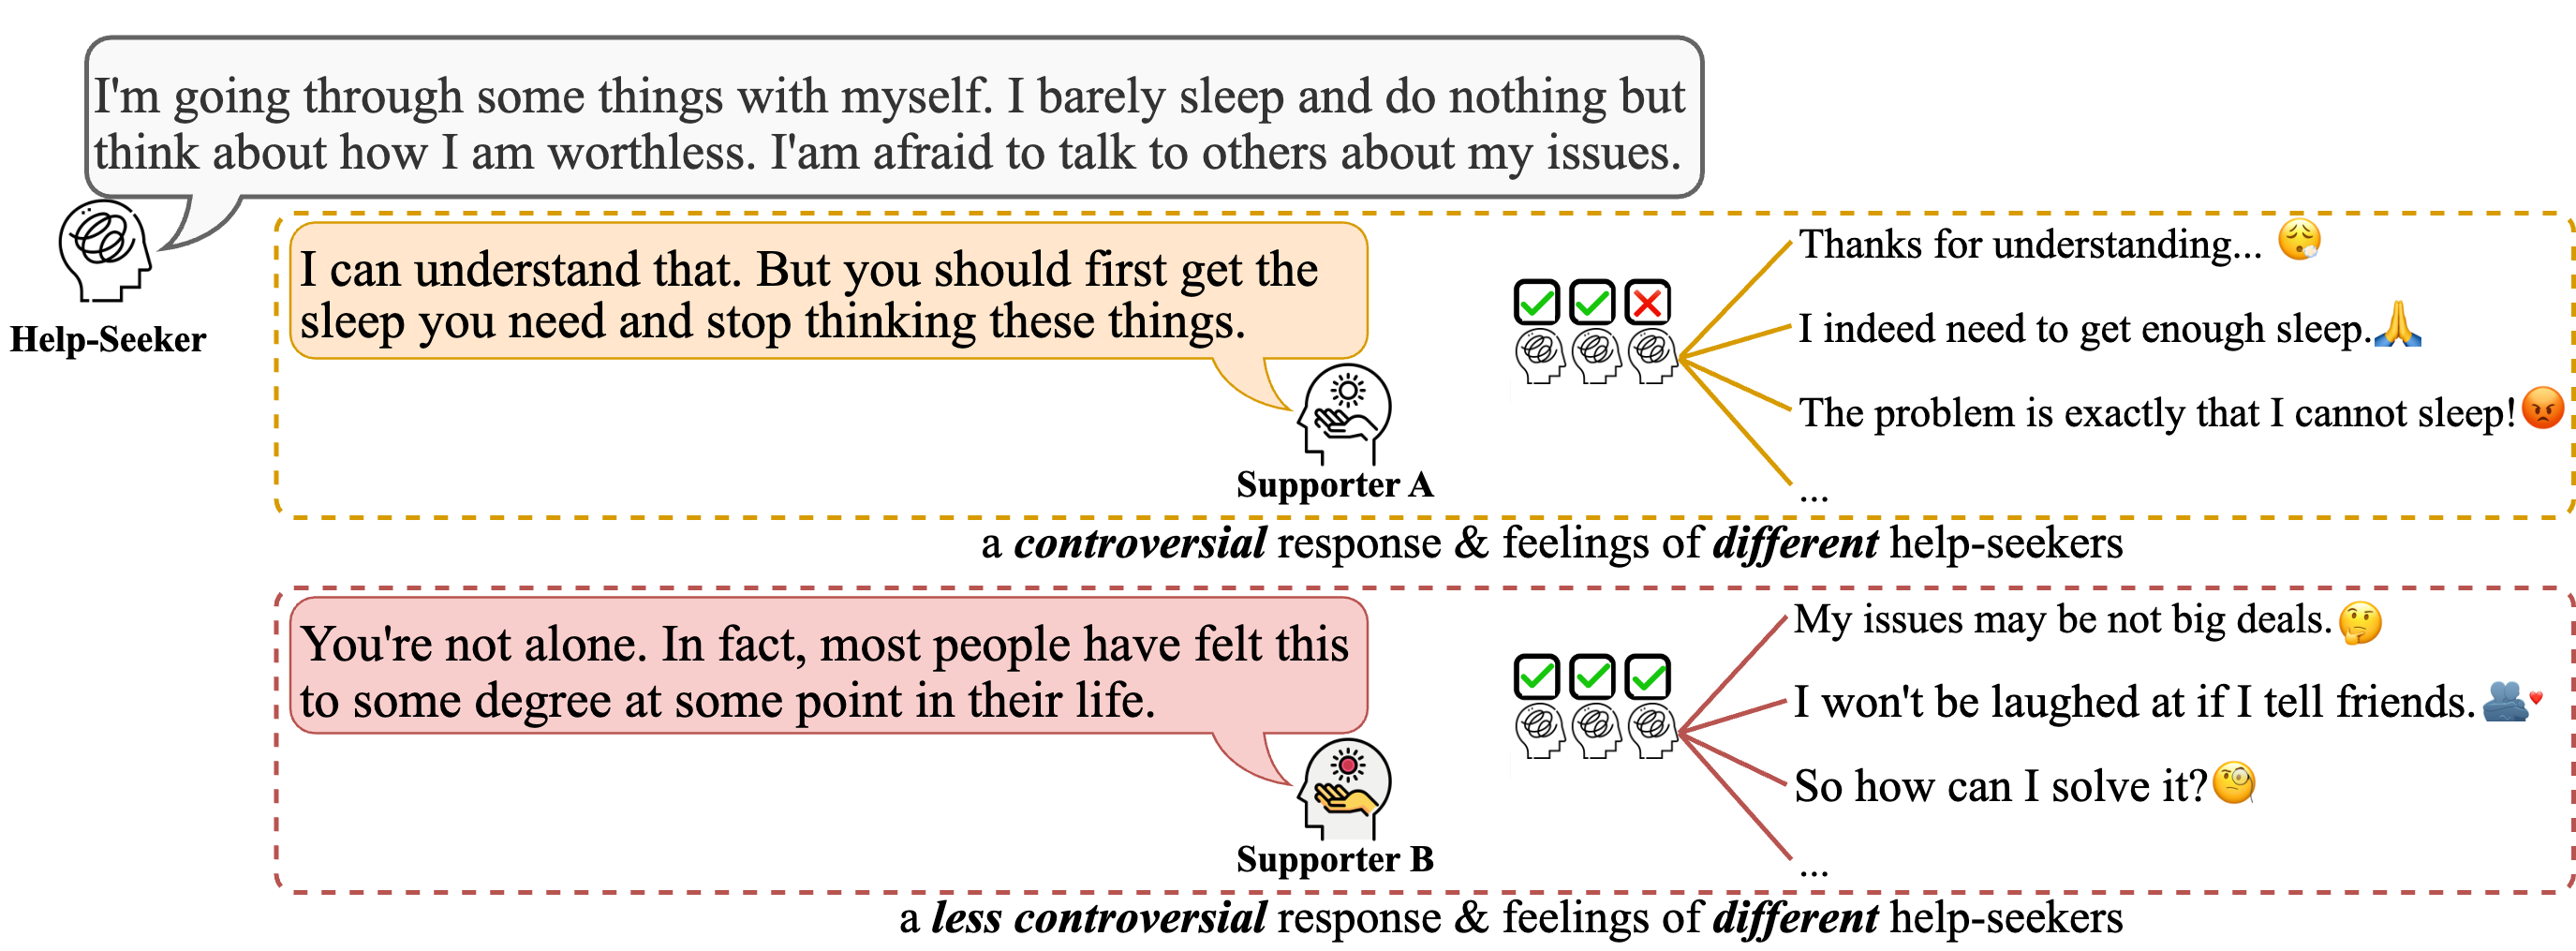 I'm going through some things with myself. I barely sleep and do nothing but
think about how I am worthless. I'am afraid to talk to others about my issues.
Help-Seeker
I can understand that. But you should first get the
sleep you need and stop thinking these things.
Supporter A
Thanks for understanding...
I indeed need to get enough sleep.
The problem is exactly that I cannot sleep!
...
a controversial response & feelings of different help-seekers
You're not alone. In fact, most people have felt this
to some degree at some point in their life.
Supporter B
My issues may be not big deals.
I won't be laughed at if I tell friends.
So how can I solve it?
...
a less controversial response & feelings of different help-seekers